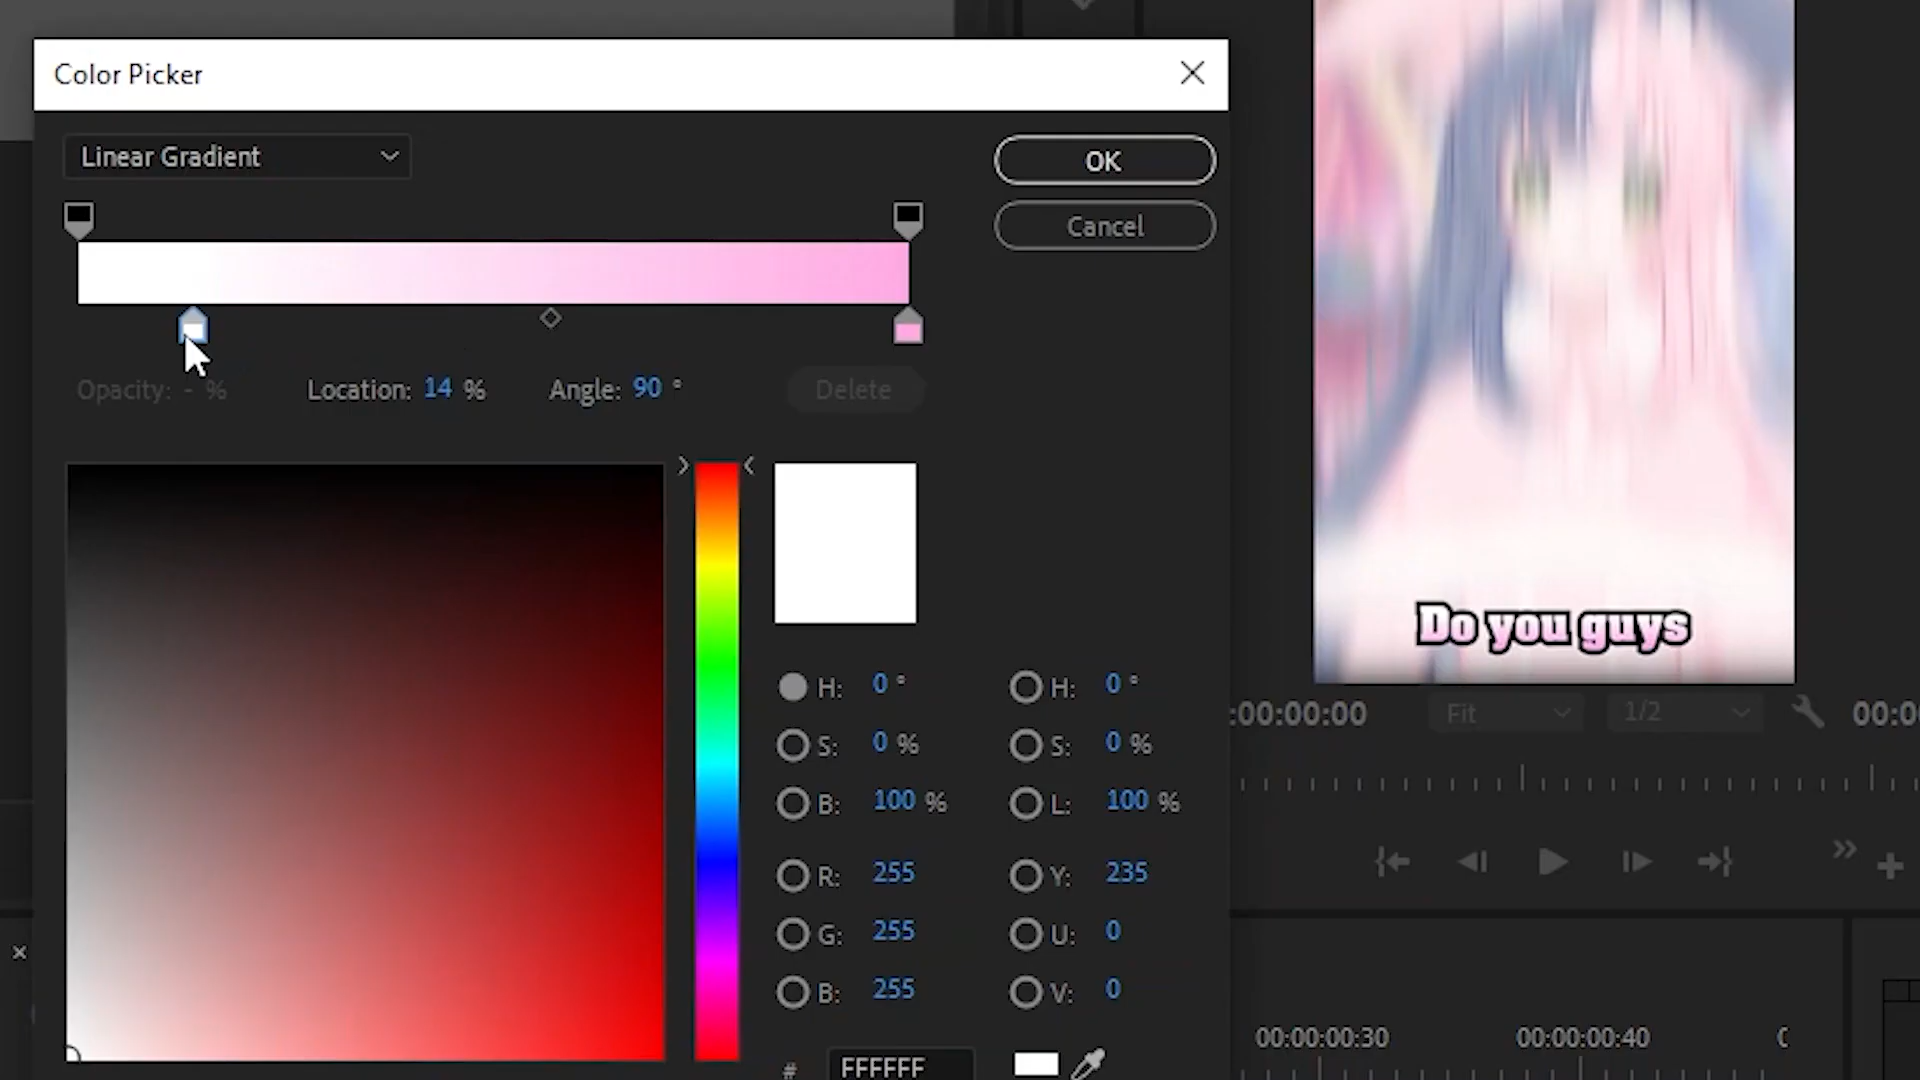 Color Picker
Linear Gradient
OK
Cancel
Opacity: - %
Location: 14 %
Angle: 90 °
Delete
H: 0 °
H: 0 °
S: 0 %
S: 0 %
B: 100 %
L: 100 %
R: 255
Y: 235
G: 255
U: 0
B: 255
V: 0
# FFFFFF
Do you guys
:00:00:00
Fit
1/2
00:0
00:00:00:30
00:00:00:40